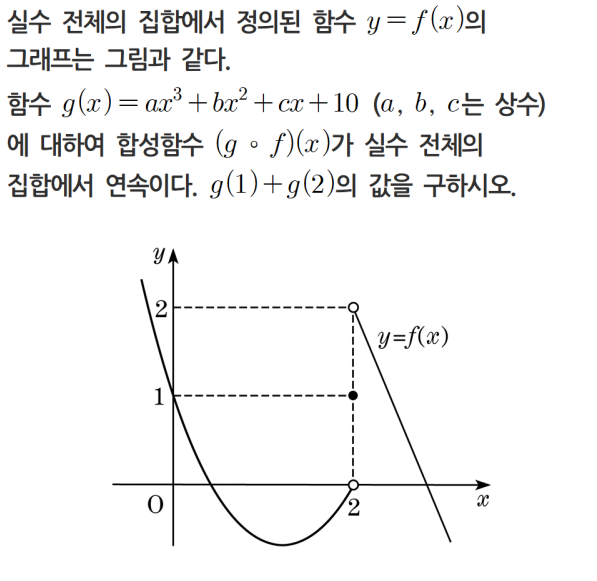 실수 전체의 집합에서 정의된 함수 y=f(x)의
그래프는 그림과 같다.
함수 g(x)=ax³+bx²+cx+10 (a, b, c는 상수)
에 대하여 합성함수 (g∘f)(x)가 실수 전체의
집합에서 연속이다. g(1)+g(2)의 값을 구하시오.
y
2
y=f(x)
1
O
2
x